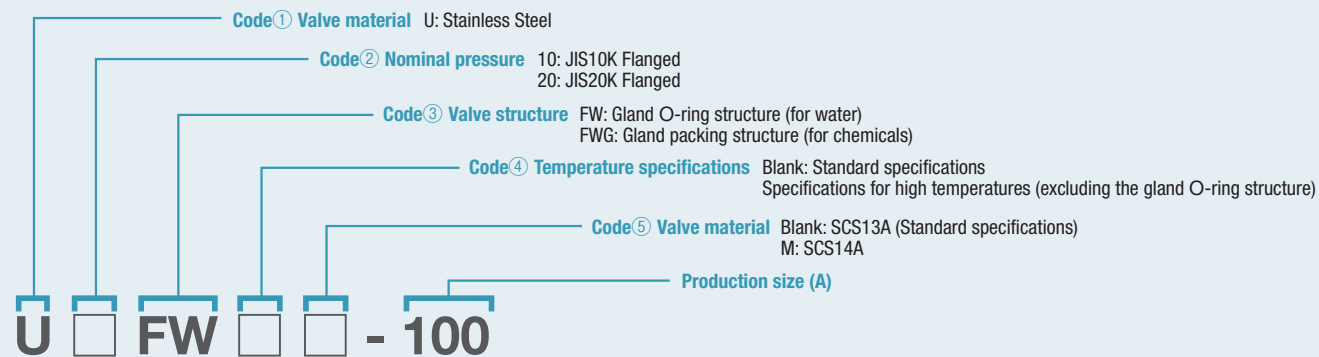 Code① Valve material U: Stainless Steel
Code② Nominal pressure 10: JIS10K Flanged
20: JIS20K Flanged
Code③ Valve structure FW: Gland O-ring structure (for water)
FWG: Gland packing structure (for chemicals)
Code④ Temperature specifications Blank: Standard specifications
Specifications for high temperatures (excluding the gland O-ring structure)
Code⑤ Valve material Blank: SCS13A (Standard specifications)
M: SCS14A
Production size (A)
U □ FW □ □ - 100